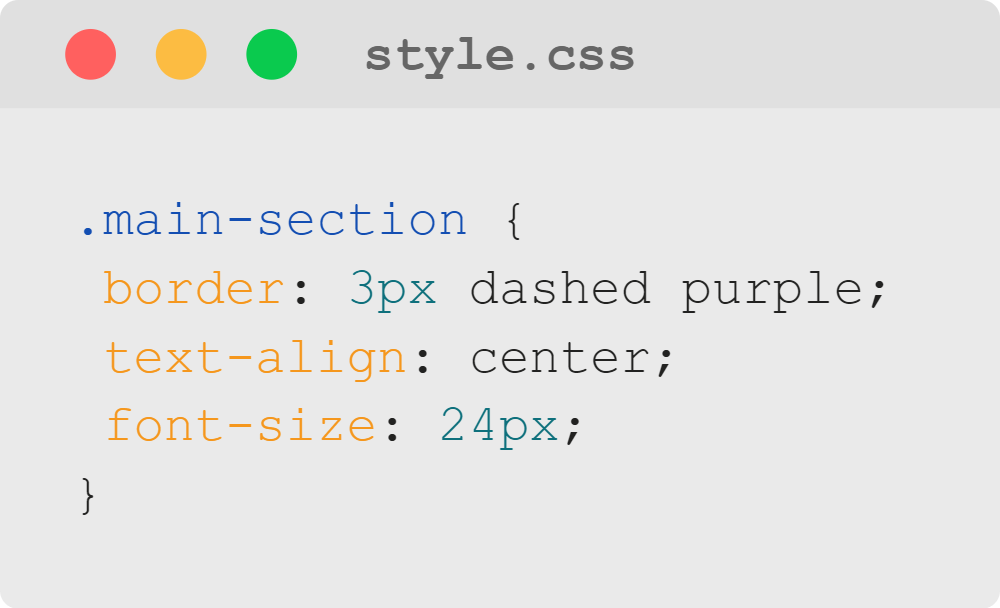 style.css
.main-section {
border: 3px dashed purple;
text-align: center;
font-size: 24px;
}